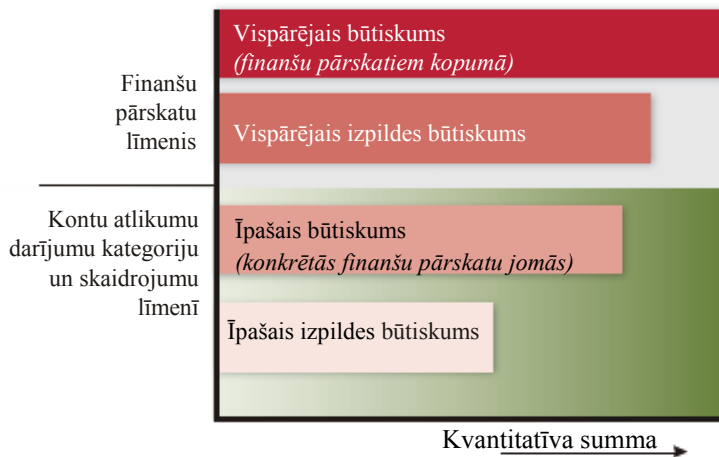 Vispārējais būtiskums
(finanšu pārskatiem kopumā)
Finanšu
pārskatu
līmenis
Vispārējais izpildes būtiskums
Kontu atlikumu
darījumu kategoriju
un skaidrojumu
līmenī
Īpašais būtiskums
(konkrētās finanšu pārskatu jomās)
Īpašais izpildes būtiskums
Kvantitatīva summa